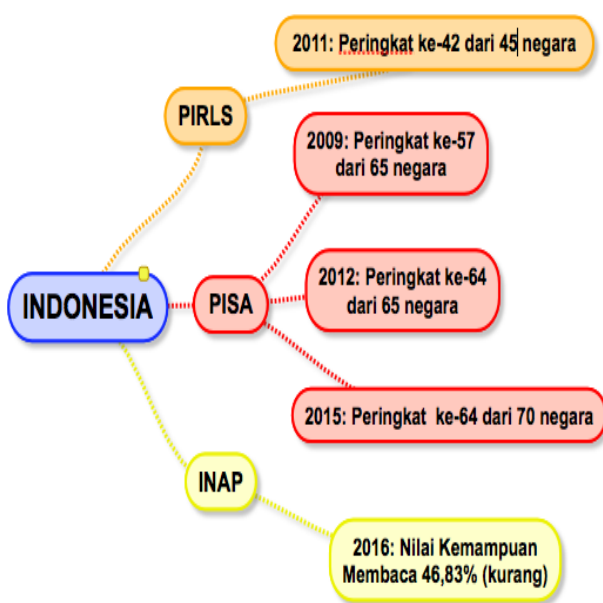 2011: Peringkat ke-42 dari 45 negara
PIRLS
2009: Peringkat ke-57
dari 65 negara
INDONESIA
PISA
2012: Peringkat ke-64
dari 65 negara
2015: Peringkat ke-64 dari 70 negara
INAP
2016: Nilai Kemampuan
Membaca 46,83% (kurang)